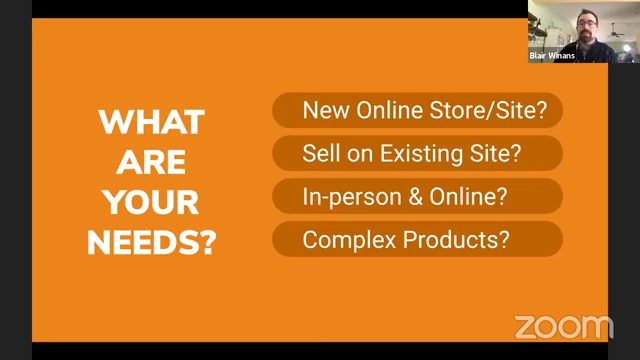 WHAT
ARE
YOUR
NEEDS?
New Online Store/Site?
Sell on Existing Site?
In-person & Online?
Complex Products?
Blair Winans
zoom